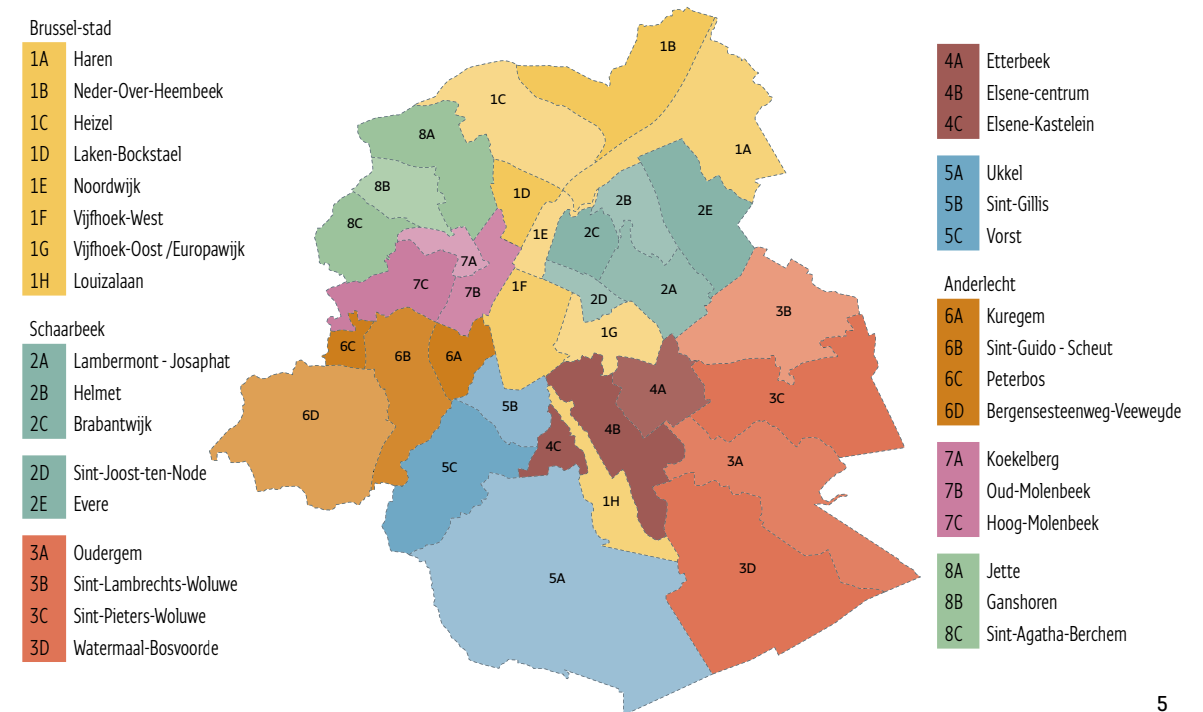 Brussel-stad
1A Haren
1B Neder-Over-Heembeek
1C Heizel
1D Laken-Bockstael
1E Noordwijk
1F Vijfhoek-West
1G Vijfhoek-Oost /Europawijk
1H Louizalaan
Schaarbeek
2A Lambermont - Josaphat
2B Helmet
2C Brabantwijk
2D Sint-Joost-ten-Node
2E Evere
3A Oudergem
3B Sint-Lambrechts-Woluwe
3C Sint-Pieters-Woluwe
3D Watermaal-Bosvoorde
1B
1C
8A
1A
1D
8B
2B
2E
8C
2C
1E
7A
7C
1F
7B
2A
2D
3B
1G
6C
6B
6A
4A
3C
5B
6D
4B
4C
3A
5C
1H
3D
5A
4A Etterbeek
4B Elsene-centrum
4C Elsene-Kastelein
5A Ukkel
5B Sint-Gillis
5C Vorst
Anderlecht
6A Kuregem
6B Sint-Guido - Scheut
6C Peterbos
6D Bergensesteenweg-Veeweyde
7A Koekelberg
7B Oud-Molenbeek
7C Hoog-Molenbeek
8A Jette
8B Ganshoren
8C Sint-Agatha-Berchem
5